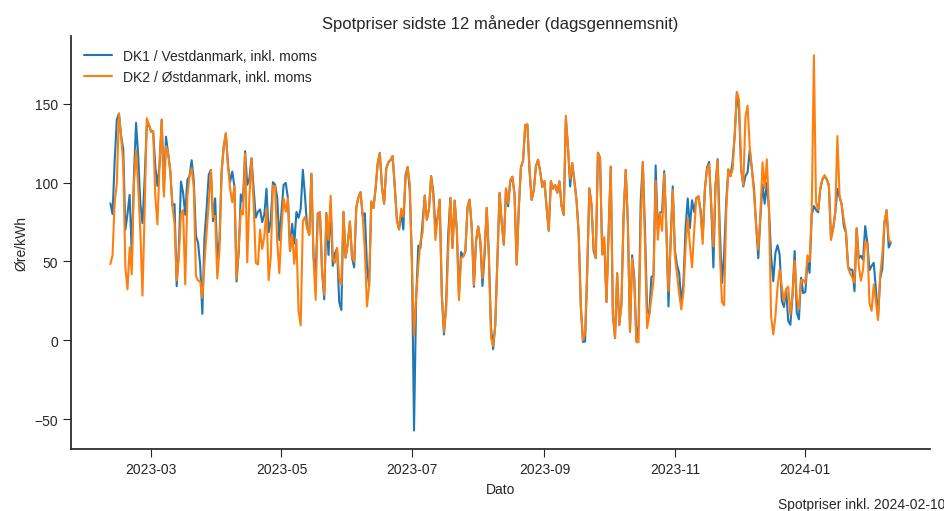 Spotpriser sidste 12 måneder (dagsgennemsnit)
DK1 / Vestdanmark, inkl. moms
DK2 / Østdanmark, inkl. moms
Øre/kWh
150
100
50
0
−50
2023-03
2023-05
2023-07
2023-09
2023-11
2024-01
Dato
Spotpriser inkl. 2024-02-10